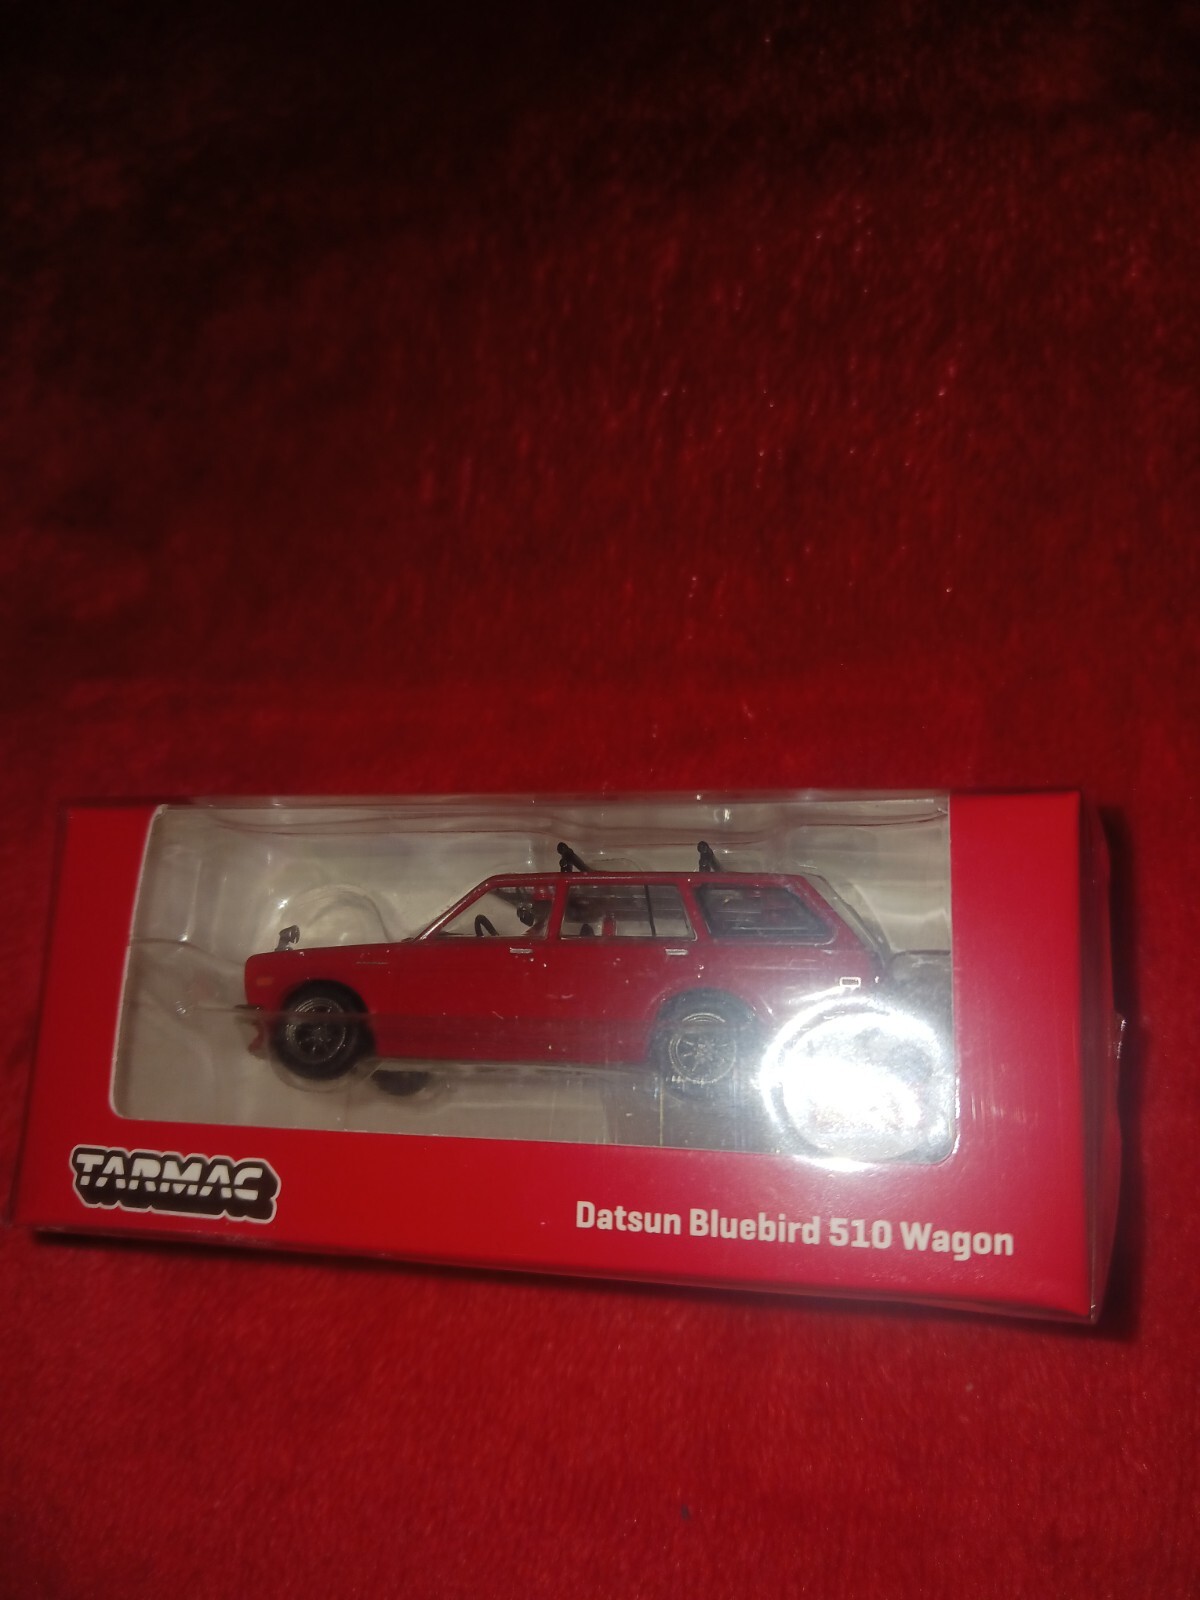 TARMAC
Datsun Bluebird 510 Wagon